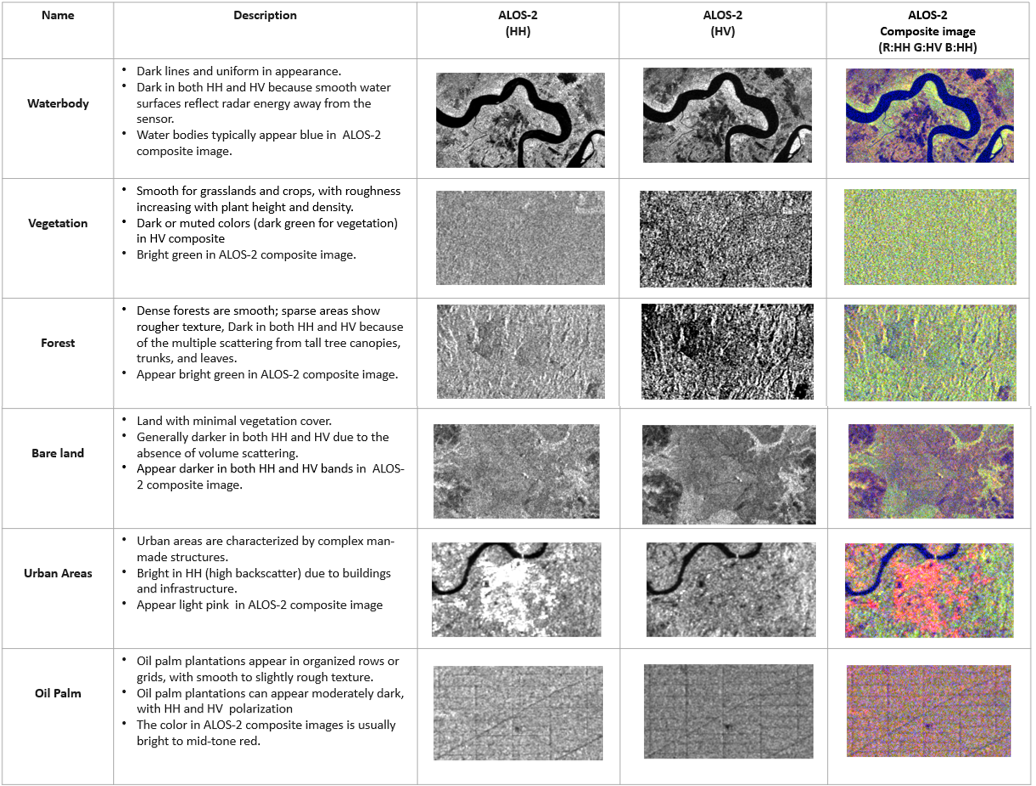 Name
Description
ALOS-2
(HH)
ALOS-2
(HV)
ALOS-2
Composite image
(R:HH G:HV B:HH)
Waterbody
• Dark lines and uniform in appearance.
• Dark in both HH and HV because smooth water
surfaces reflect radar energy away from the
sensor.
• Water bodies typically appear blue in ALOS-2
composite image.
Vegetation
• Smooth for grasslands and crops, with roughness
increasing with plant height and density.
• Dark or muted colors (dark green for vegetation)
in HV composite
• Bright green in ALOS-2 composite image.
Forest
• Dense forests are smooth; sparse areas show
rougher texture, Dark in both HH and HV because
of the multiple scattering from tall tree canopies,
trunks, and leaves.
• Appear bright green in ALOS-2 composite image.
Bare land
• Land with minimal vegetation cover.
• Generally darker in both HH and HV due to the
absence of volume scattering.
• Appear darker in both HH and HV bands in ALOS-
2 composite image.
Urban Areas
• Urban areas are characterized by complex man-
made structures.
• Bright in HH (high backscatter) due to buildings
and infrastructure.
• Appear light pink in ALOS-2 composite image
Oil Palm
• Oil palm plantations appear in organized rows or
grids, with smooth to slightly rough texture.
• Oil palm plantations can appear moderately dark,
with HH and HV polarization
• The color in ALOS-2 composite images is usually
bright to mid-tone red.